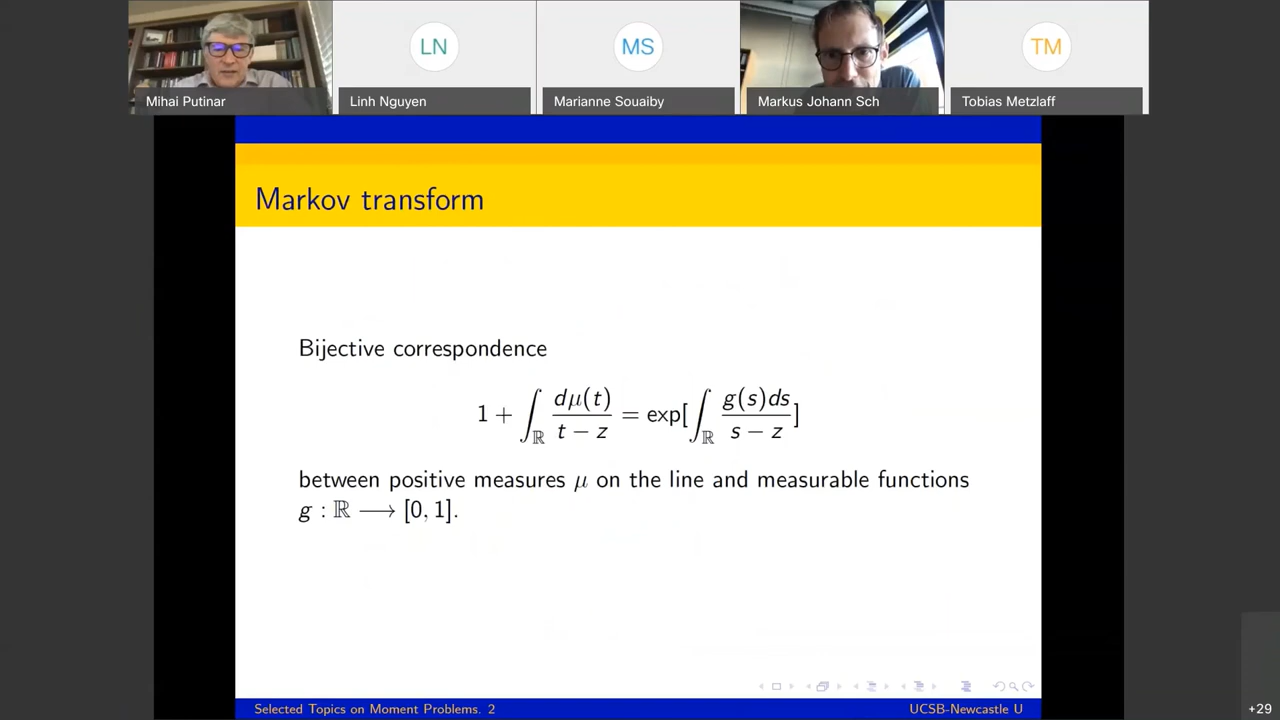 LN
MS
TM
Mihai Putinar
Linh Nguyen
Marianne Souaiby
Markus Johann Sch
Tobias Metzlaff
Markov transform
Bijective correspondence
1 + ∫_ℝ dμ(t)/(t − z) = exp[∫_ℝ g(s)ds/(s − z)]
between positive measures μ on the line and measurable functions
g : ℝ ⟶ [0, 1].
Selected Topics on Moment Problems. 2
UCSB-Newcastle U
+29